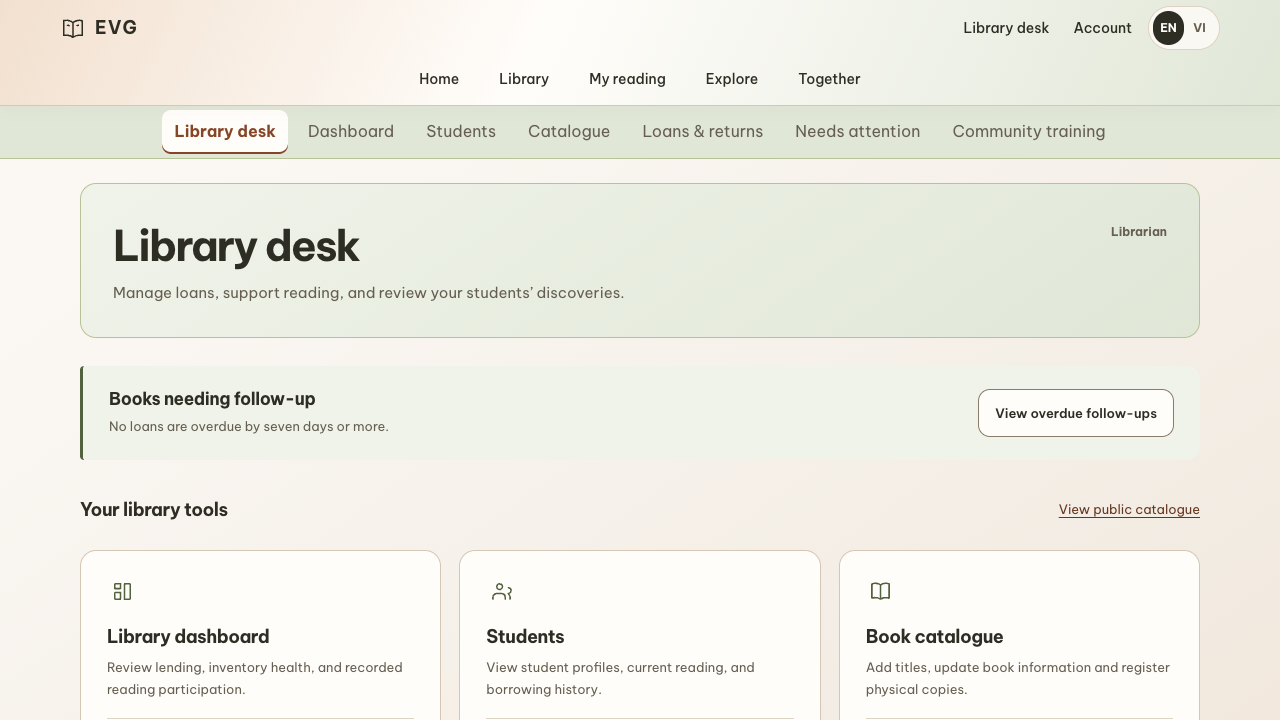 EVG
Library desk
Account
EN
VI
Home
Library
My reading
Explore
Together
Library desk
Dashboard
Students
Catalogue
Loans & returns
Needs attention
Community training
Library desk
Librarian
Manage loans, support reading, and review your students’ discoveries.
Books needing follow-up
No loans are overdue by seven days or more.
View overdue follow-ups
Your library tools
View public catalogue
Library dashboard
Review lending, inventory health, and recorded
reading participation.
Students
View student profiles, current reading, and
borrowing history.
Book catalogue
Add titles, update book information and register
physical copies.